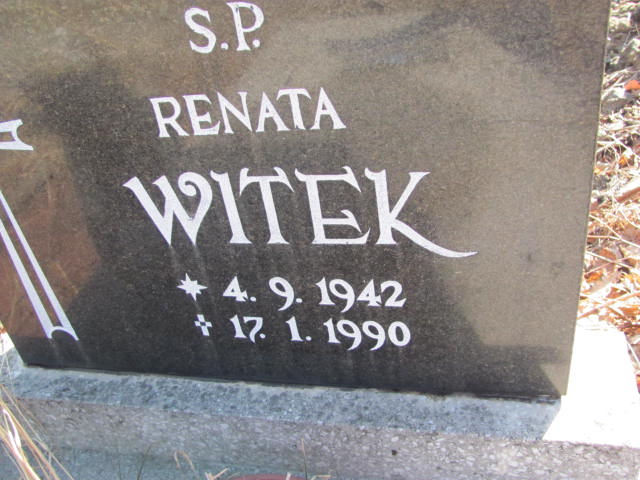 S.P.
RENATA
WITEK
* 4. 9. 1942
✝ 17. 1. 1990